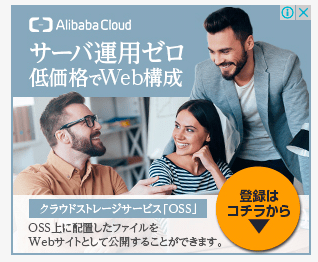 Alibaba Cloud
サーバ運用ゼロ
低価格でWeb構成
クラウドストレージサービス「OSS」
OSS上に配置したファイルを
Webサイトとして公開することができます。
登録は
コチラから